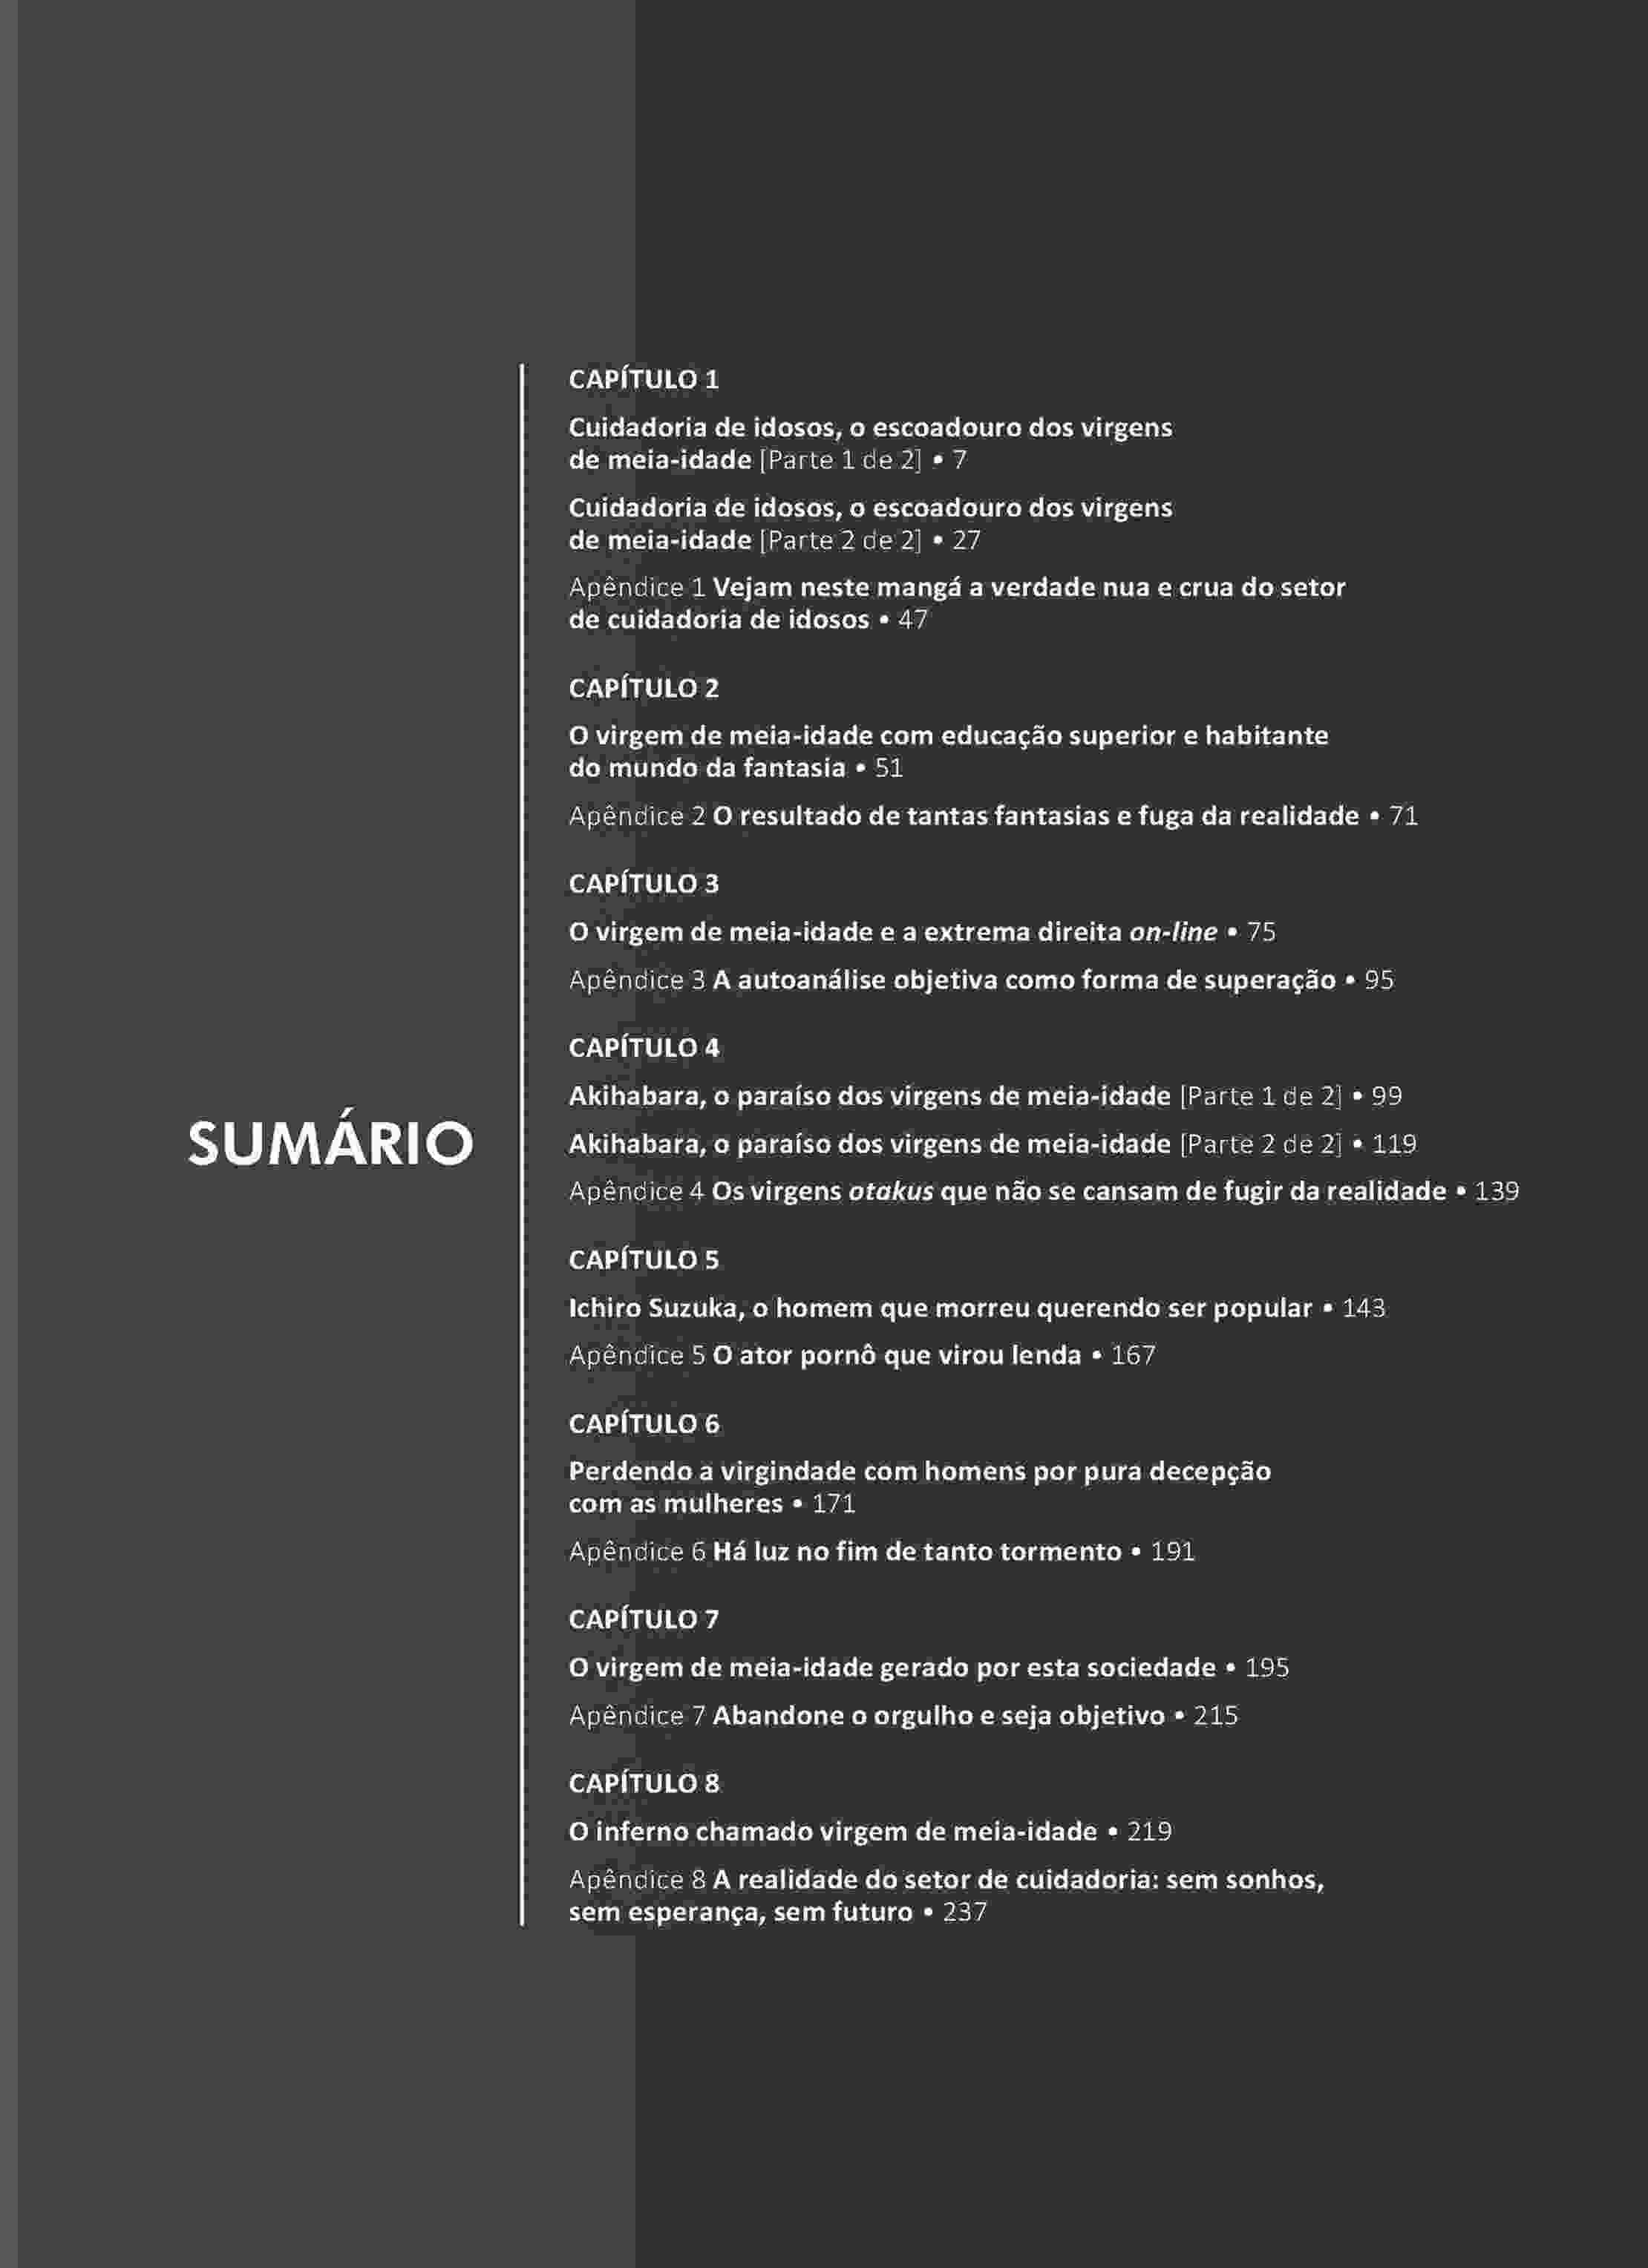 SUMÁRIO
CAPÍTULO 1
Cuidadoria de idosos, o escoadouro dos virgens
de meia-idade [Parte 1 de 2] • 7
Cuidadoria de idosos, o escoadouro dos virgens
de meia-idade [Parte 2 de 2] • 27
Apêndice 1 Vejam neste mangá a verdade nua e crua do setor
de cuidadoria de idosos • 47
CAPÍTULO 2
O virgem de meia-idade com educação superior e habitante
do mundo da fantasia • 51
Apêndice 2 O resultado de tantas fantasias e fuga da realidade • 71
CAPÍTULO 3
O virgem de meia-idade e a extrema direita on-line • 75
Apêndice 3 A autoanálise objetiva como forma de superação • 95
CAPÍTULO 4
Akihabara, o paraíso dos virgens de meia-idade [Parte 1 de 2] • 99
Akihabara, o paraíso dos virgens de meia-idade [Parte 2 de 2] • 119
Apêndice 4 Os virgens otakus que não se cansam de fugir da realidade • 139
CAPÍTULO 5
Ichiro Suzuka, o homem que morreu querendo ser popular • 143
Apêndice 5 O ator pornô que virou lenda • 167
CAPÍTULO 6
Perdendo a virgindade com homens por pura decepção
com as mulheres • 171
Apêndice 6 Há luz no fim de tanto tormento • 191
CAPÍTULO 7
O virgem de meia-idade gerado por esta sociedade • 195
Apêndice 7 Abandone o orgulho e seja objetivo • 215
CAPÍTULO 8
O inferno chamado virgem de meia-idade • 219
Apêndice 8 A realidade do setor de cuidadoria: sem sonhos,
sem esperança, sem futuro • 237